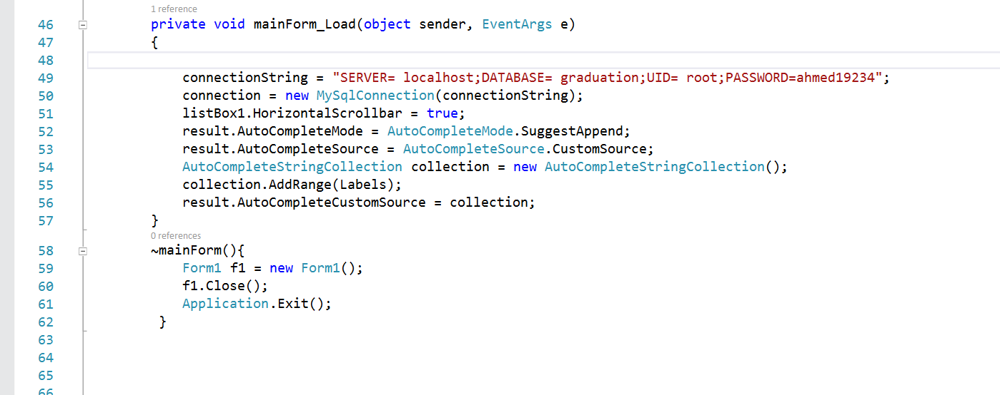 1 reference
46 private void mainForm_Load(object sender, EventArgs e)
47 {
48
49 connectionString = "SERVER= localhost;DATABASE= graduation;UID= root;PASSWORD=ahmed19234";
50 connection = new MySqlConnection(connectionString);
51 listBox1.HorizontalScrollbar = true;
52 result.AutoCompleteMode = AutoCompleteMode.SuggestAppend;
53 result.AutoCompleteSource = AutoCompleteSource.CustomSource;
54 AutoCompleteStringCollection collection = new AutoCompleteStringCollection();
55 collection.AddRange(Labels);
56 result.AutoCompleteCustomSource = collection;
57 }
0 references
58 ~mainForm(){
59 Form1 f1 = new Form1();
60 f1.Close();
61 Application.Exit();
62 }
63
64
65
66